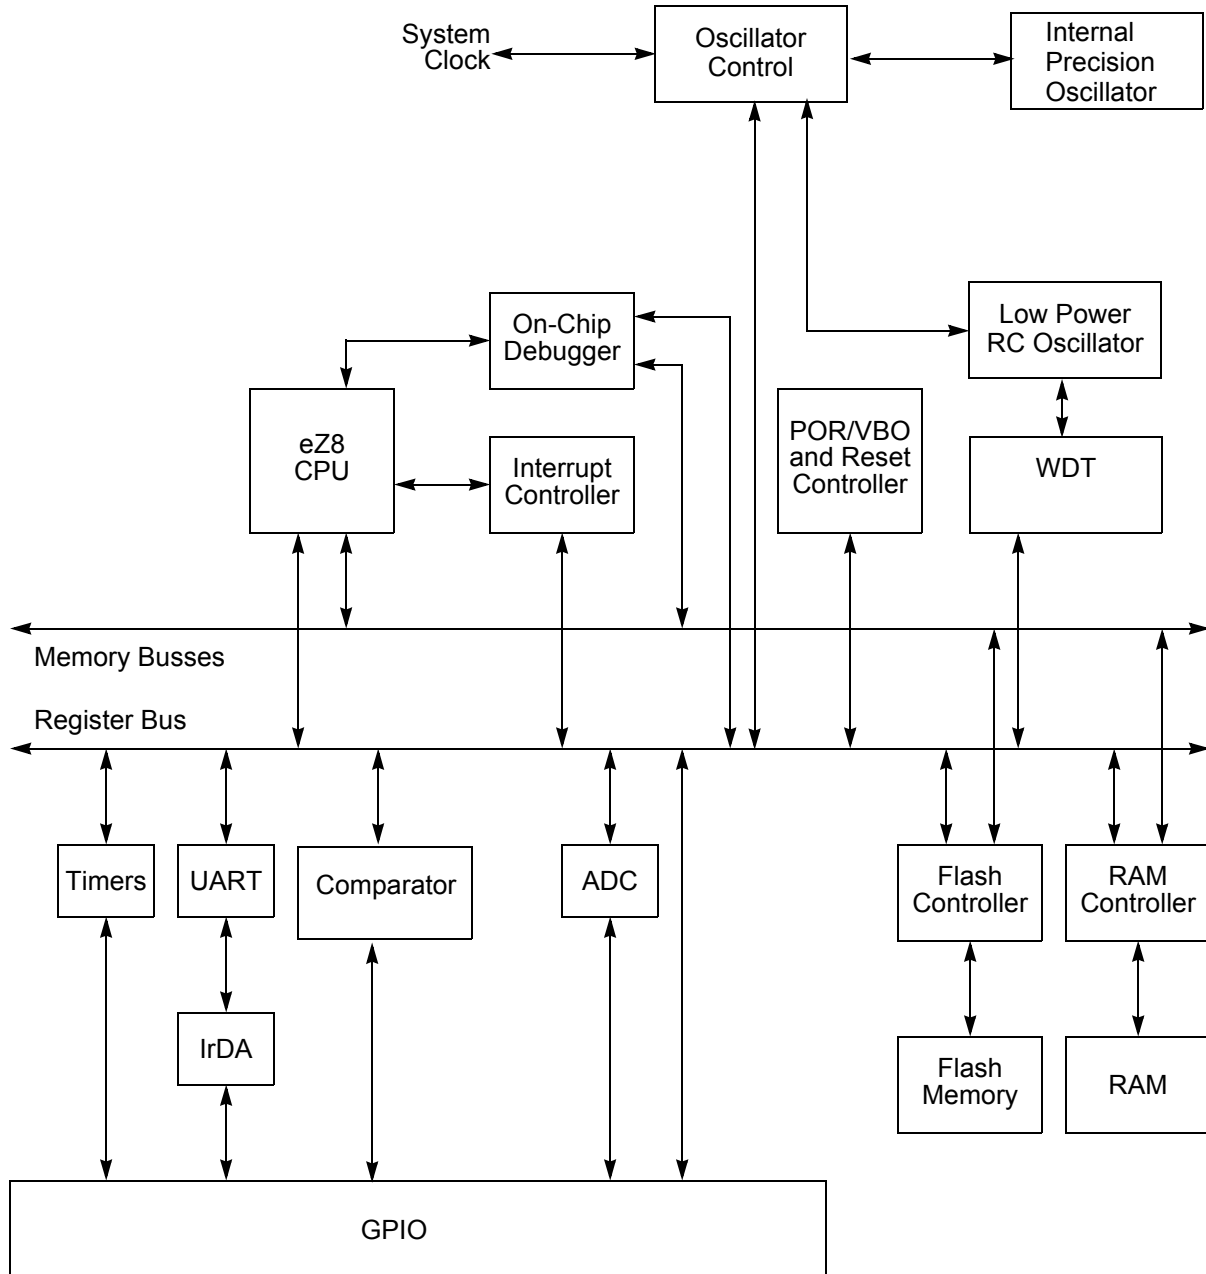 System
Clock
Oscillator
Control
Internal
Precision
Oscillator
On-Chip
Debugger
Low Power
RC Oscillator
eZ8
CPU
Interrupt
Controller
POR/VBO
and Reset
Controller
WDT
Memory Busses
Register Bus
Timers
UART
Comparator
ADC
Flash
Controller
RAM
Controller
IrDA
Flash
Memory
RAM
GPIO